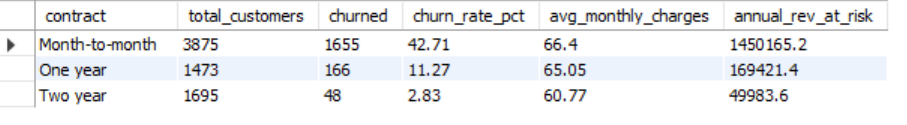 contract total_customers churned churn_rate_pct avg_monthly_charges annual_rev_at_risk
Month-to-month 3875 1655 42.71 66.4 1450165.2
One year 1473 166 11.27 65.05 169421.4
Two year 1695 48 2.83 60.77 49983.6